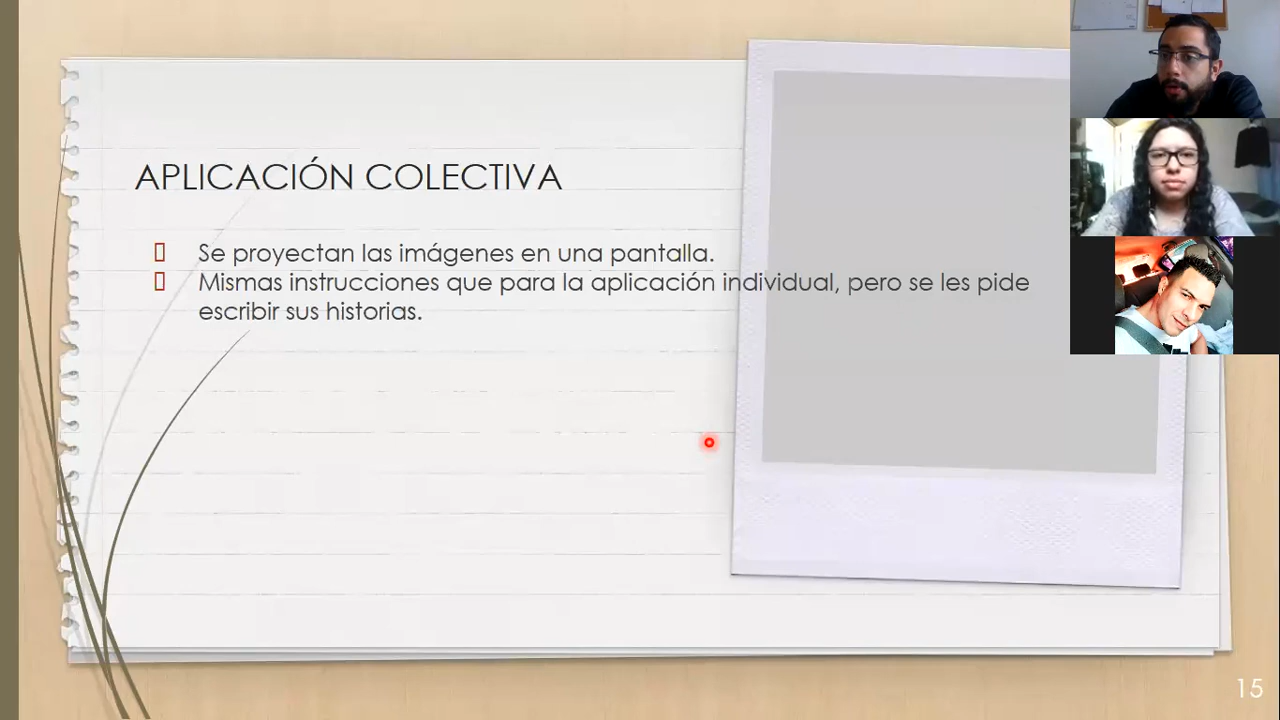 APLICACIÓN COLECTIVA
Se proyectan las imágenes en una pantalla.
Mismas instrucciones que para la aplicación individual, pero se les pide
escribir sus historias.
15